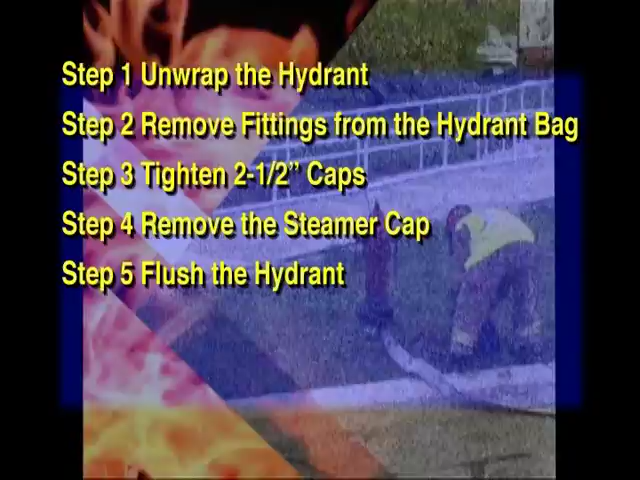 Step 1 Unwrap the Hydrant
Step 2 Remove Fittings from the Hydrant Bag
Step 3 Tighten 2-1/2” Caps
Step 4 Remove the Steamer Cap
Step 5 Flush the Hydrant